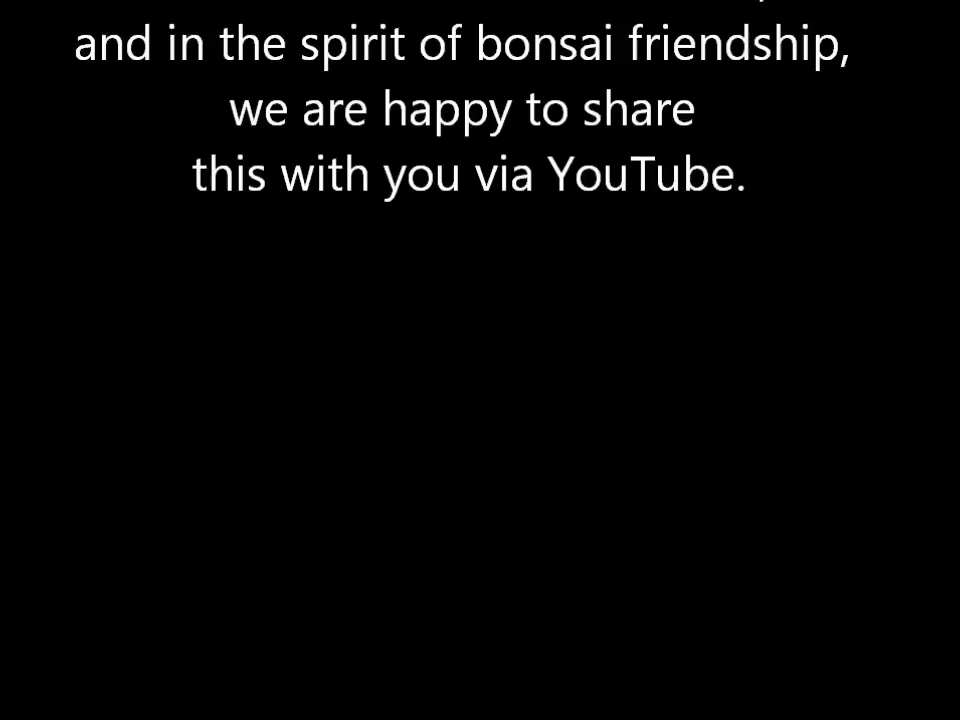 and in the spirit of bonsai friendship,
we are happy to share
this with you via YouTube.